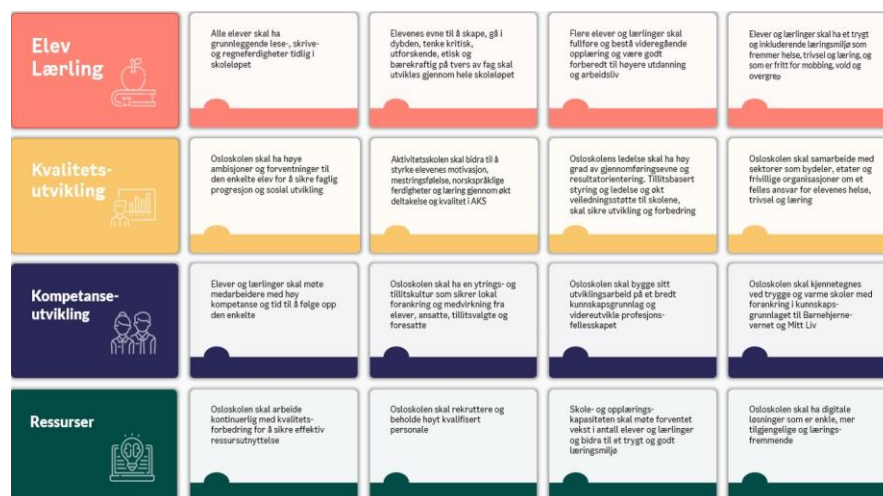 Elev
Lærling
Alle elever skal ha
grunnleggende lese-, skrive-
og regneferdigheter tidlig i
skoleløpet
Elevenes evne til å skape, gå i
dybden, tenke kritisk,
utforskende, etisk og
bærekraftig på tvers av fag skal
utvikles gjennom hele skoleløpet
Flere elever og lærlinger skal
fullføre og bestå videregående
opplæring og være godt
forberedt til høyere utdanning
og arbeidsliv
Elever og lærlinger skal ha et trygt
og inkluderende læringsmiljø som
fremmer helse, trivsel og læring, og
som er fritt for mobbing, vold og
overgrep
Kvalitets-
utvikling
Osloskolen skal ha høye
ambisjoner og forventninger til
den enkelte elev for å sikre faglig
progresjon og sosial utvikling
Aktivitetsskolen skal bidra til å
styrke elevenes motivasjon,
mestringsfølelse, norskspråklige
ferdigheter og læring gjennom økt
deltakelse og kvalitet i AKS
Osloskolens ledelse skal ha høy
grad av gjennomføringsevne og
resultatorientering. Tillitsbasert
styring og ledelse og økt
veiledningsstøtte til skolene,
skal sikre utvikling og forbedring
Osloskolen skal samarbeide med
sektorer som bydeler, etater og
frivillige organisasjoner om et
felles ansvar for elevenes helse,
trivsel og læring
Kompetanse-
utvikling
Elever og lærlinger skal møte
medarbeidere med høy
kompetanse og tid til å følge opp
den enkelte
Osloskolen skal ha en ytrings- og
tillitskultur som sikrer lokal
forankring og medvirkning fra
elever, ansatte, tillitsvalgte og
foresatte
Osloskolen skal bygge sitt
utviklingsarbeid på et bredt
kunnskapsgrunnlag og
videreutvikle profesjons-
fellesskapet
Osloskolen skal kjennetegnes
ved trygge og varme skoler med
forankring i kunnskaps-
grunnlaget til Barnehjerne-
vernet og Mitt Liv
Ressurser
Osloskolen skal arbeide
kontinuerlig med kvalitets-
forbedring for å sikre effektiv
ressursutnyttelse
Osloskolen skal rekruttere og
beholde høyt kvalifisert
personale
Skole- og opplærings-
kapasiteten skal møte forventet
vekst i antall elever og lærlinger
og bidra til et trygt og godt
læringsmiljø
Osloskolen skal ha digitale
løsninger som er enkle, mer
tilgjengelige og lærings-
fremmende